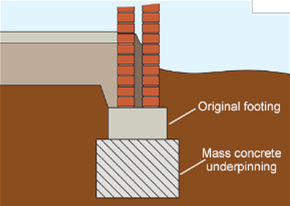 Original footing
Mass concrete
underpinning